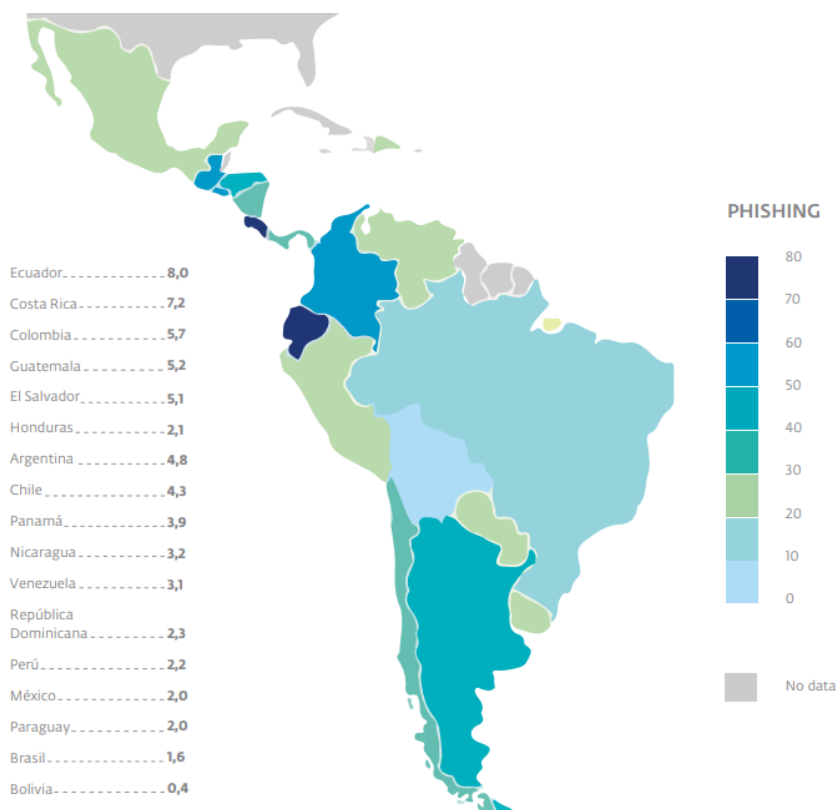 PHISHING
80
70
60
50
40
30
20
10
0
No data
Ecuador 8,0
Costa Rica 7,2
Colombia 5,7
Guatemala 5,2
El Salvador 5,1
Honduras 2,1
Argentina 4,8
Chile 4,3
Panamá 3,9
Nicaragua 3,2
Venezuela 3,1
República
Dominicana 2,3
Perú 2,2
México 2,0
Paraguay 2,0
Brasil 1,6
Bolivia 0,4